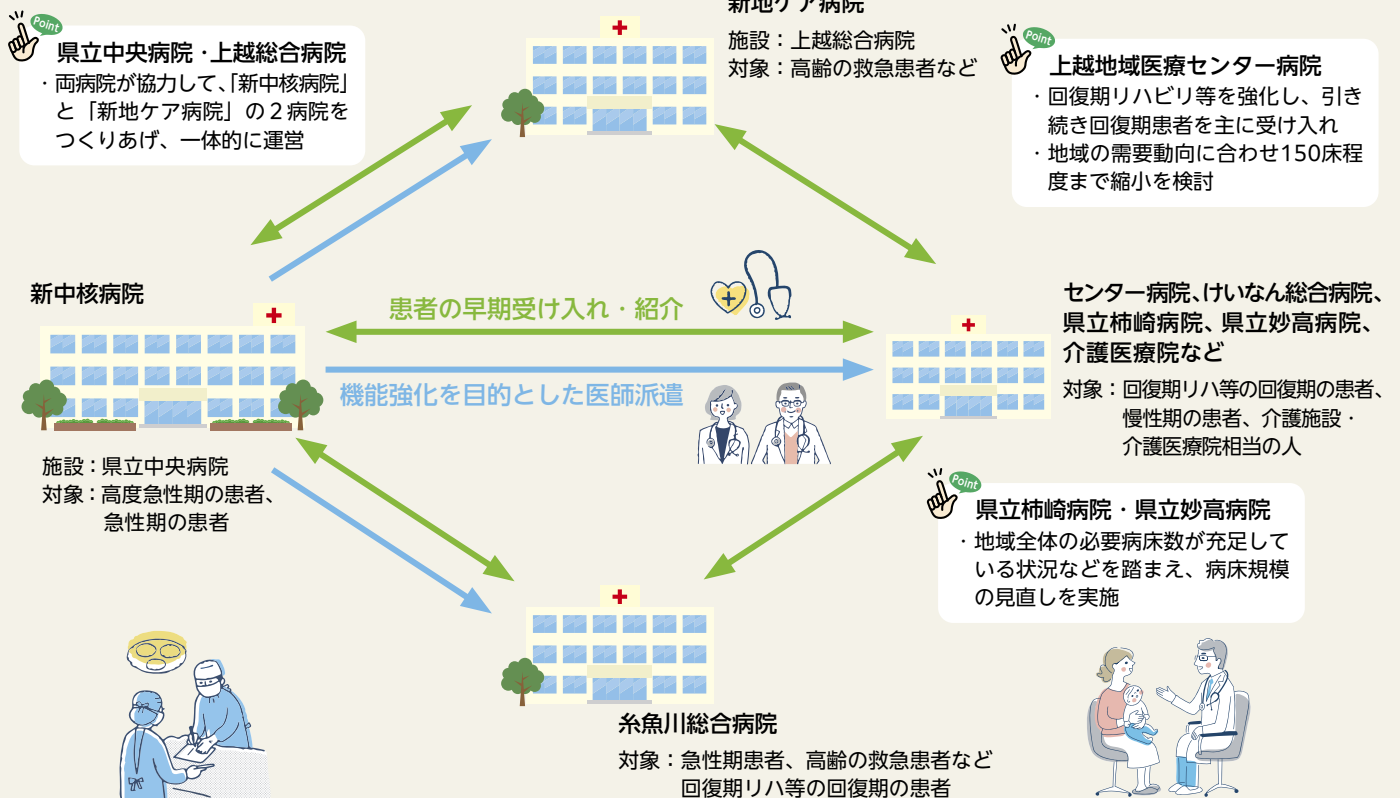 新地ケア病院
施設：上越総合病院
対象：高齢の救急患者など
Point
県立中央病院・上越総合病院
・両病院が協力して、「新中核病院」
と「新地ケア病院」の２病院を
つくりあげ、一体的に運営
Point
上越地域医療センター病院
・回復期リハビリ等を強化し、引き
続き回復期患者を主に受け入れ
・地域の需要動向に合わせ150床程
度まで縮小を検討
新中核病院
患者の早期受け入れ・紹介
機能強化を目的とした医師派遣
施設：県立中央病院
対象：高度急性期の患者、
急性期の患者
センター病院、けいなん総合病院、
県立柿崎病院、県立妙高病院、
介護医療院など
対象：回復期リハ等の回復期の患者、
慢性期の患者、介護施設・
介護医療院相当の人
Point
県立柿崎病院・県立妙高病院
・地域全体の必要病床数が充足して
いる状況などを踏まえ、病床規模
の見直しを実施
糸魚川総合病院
対象：急性期患者、高齢の救急患者など
回復期リハ等の回復期の患者